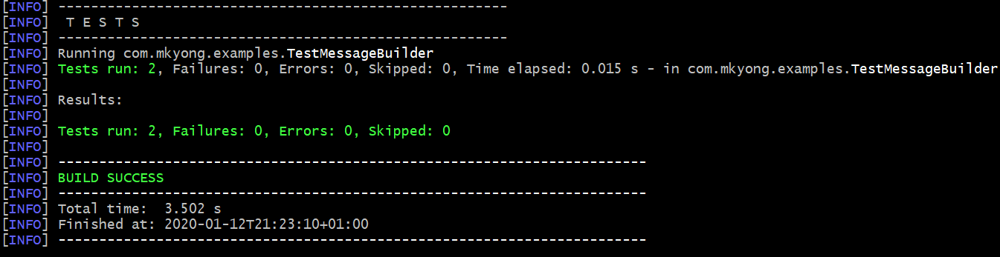 [INFO] -------------------------------------------------------
[INFO]  T E S T S
[INFO] -------------------------------------------------------
[INFO] Running com.mkyong.examples.TestMessageBuilder
[INFO] Tests run: 2, Failures: 0, Errors: 0, Skipped: 0, Time elapsed: 0.015 s - in com.mkyong.examples.TestMessageBuilder
[INFO]
[INFO] Results:
[INFO]
[INFO] Tests run: 2, Failures: 0, Errors: 0, Skipped: 0
[INFO]
[INFO] ------------------------------------------------------------------------
[INFO] BUILD SUCCESS
[INFO] ------------------------------------------------------------------------
[INFO] Total time:  3.502 s
[INFO] Finished at: 2020-01-12T21:23:10+01:00
[INFO] ------------------------------------------------------------------------